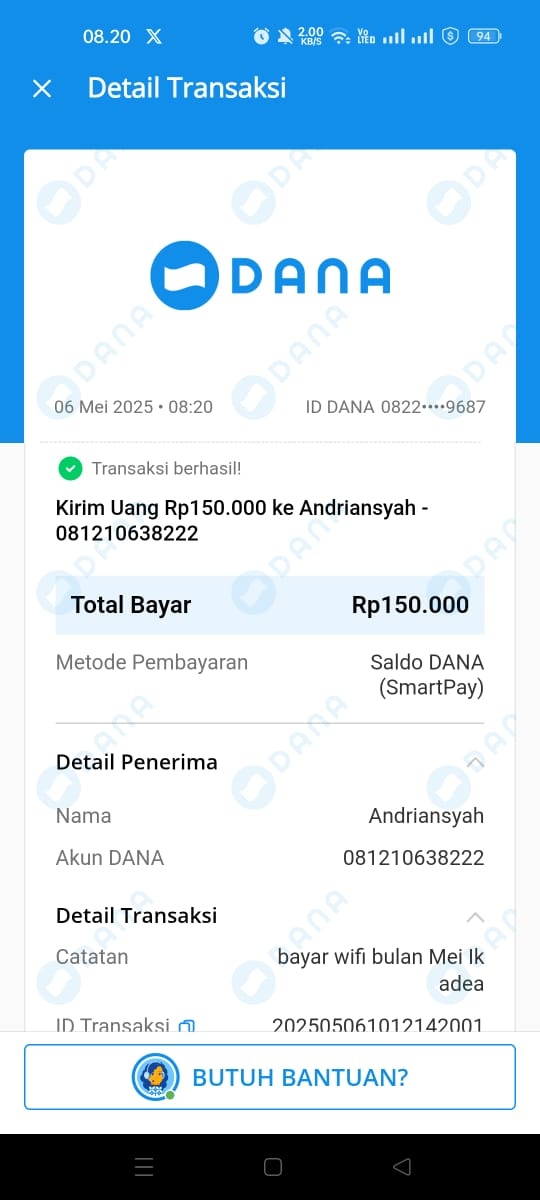 08.20
2.00
KB/S
Vo
LTED
94
Detail Transaksi
DANA
06 Mei 2025 • 08:20 ID DANA 0822••••9687
Transaksi berhasil!
Kirim Uang Rp150.000 ke Andriansyah -
081210638222
Total Bayar Rp150.000
Metode Pembayaran Saldo DANA
(SmartPay)
Detail Penerima
Nama Andriansyah
Akun DANA 081210638222
Detail Transaksi
Catatan bayar wifi bulan Mei Ik
adea
ID Transaksi 202505061012142001
BUTUH BANTUAN?